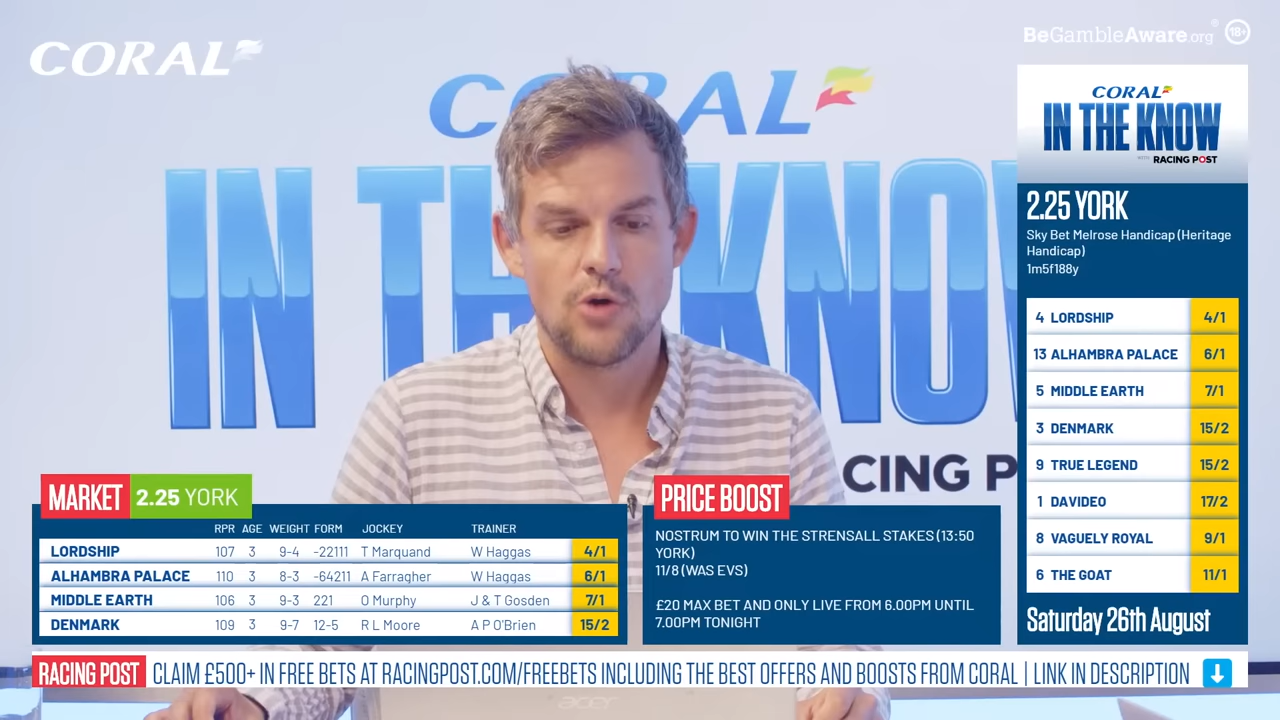 CORAL
BeGambleAware.org® 18+
CORAL
IN THE KNOW
CING P
CORAL
IN THE KNOW
WITH RACING POST
2.25 YORK
Sky Bet Melrose Handicap (Heritage
Handicap)
1m5f188y
4 LORDSHIP 4/1
13 ALHAMBRA PALACE 6/1
5 MIDDLE EARTH 7/1
3 DENMARK 15/2
9 TRUE LEGEND 15/2
1 DAVIDEO 17/2
8 VAGUELY ROYAL 9/1
6 THE GOAT 11/1
Saturday 26th August
MARKET 2.25 YORK
RPR AGE WEIGHT FORM JOCKEY TRAINER
LORDSHIP 107 3 9-4 -22111 T Marquand W Haggas 4/1
ALHAMBRA PALACE 110 3 8-3 -64211 A Farragher W Haggas 6/1
MIDDLE EARTH 106 3 9-3 221 O Murphy J & T Gosden 7/1
DENMARK 109 3 9-7 12-5 R L Moore A P O'Brien 15/2
PRICE BOOST
NOSTRUM TO WIN THE STRENSALL STAKES (13:50
YORK)
11/8 (WAS EVS)
£20 MAX BET AND ONLY LIVE FROM 6.00PM UNTIL
7.00PM TONIGHT
RACING POST CLAIM £500+ IN FREE BETS AT RACINGPOST.COM/FREEBETS INCLUDING THE BEST OFFERS AND BOOSTS FROM CORAL | LINK IN DESCRIPTION
acer